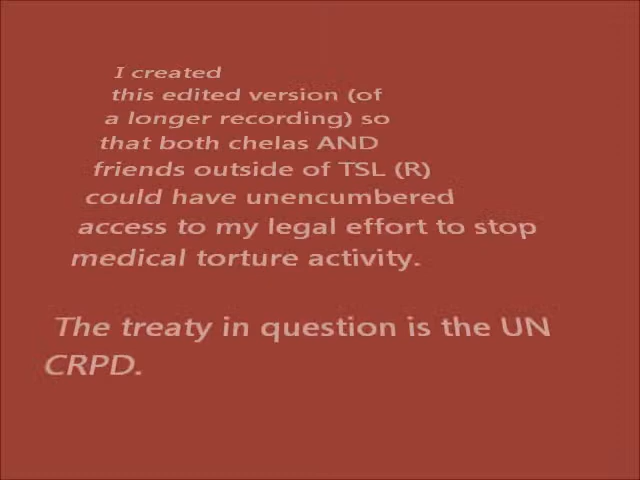 I created
this edited version (of
a longer recording) so
that both chelas AND
friends outside of TSL (R)
could have unencumbered
access to my legal effort to stop
medical torture activity.
The treaty in question is the UN
CRPD.